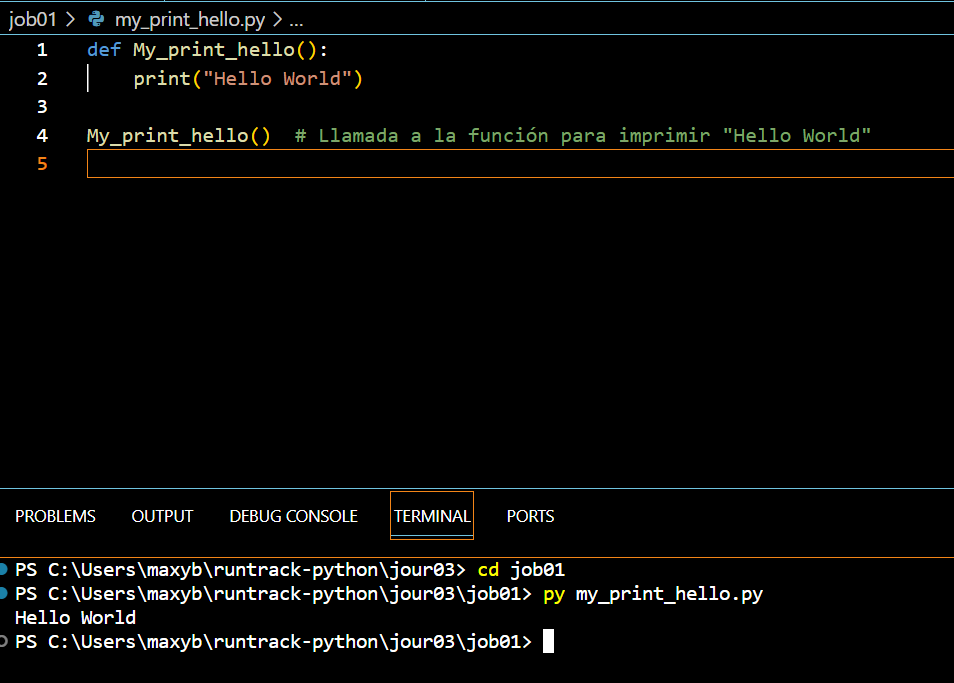 job01 > my_print_hello.py > ...
1 def My_print_hello():
2     print("Hello World")
3
4 My_print_hello()  # Llamada a la función para imprimir "Hello World"
5
PROBLEMS OUTPUT DEBUG CONSOLE TERMINAL PORTS
PS C:\Users\maxyb\runtrack-python\jour03> cd job01
PS C:\Users\maxyb\runtrack-python\jour03\job01> py my_print_hello.py
Hello World
PS C:\Users\maxyb\runtrack-python\jour03\job01>